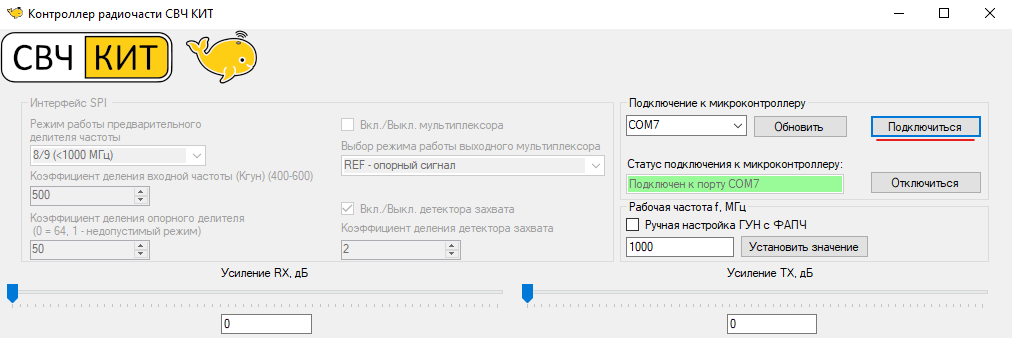 Контроллер радиочасти СВЧ КИТ
СВЧ КИТ
Интерфейс SPI
Режим работы предварительного
делителя частоты
8/9 (<1000 МГц)
Коэффициент деления входной частоты (Кгун) (400-600)
500
Коэффициент деления опорного делителя
(0 = 64, 1 - недопустимый режим)
50
Вкл./Выкл. мультиплексора
Выбор режима работы выходного мультиплексора
REF - опорный сигнал
Вкл./Выкл. детектора захвата
Коэффициент деления детектора захвата
2
Подключение к микроконтроллеру
COM7
Обновить
Подключиться
Статус подключения к микроконтроллеру:
Подключен к порту COM7
Отключиться
Рабочая частота f, МГц
Ручная настройка ГУН с ФАПЧ
1000
Установить значение
Усиление RX, дБ
0
Усиление TX, дБ
0